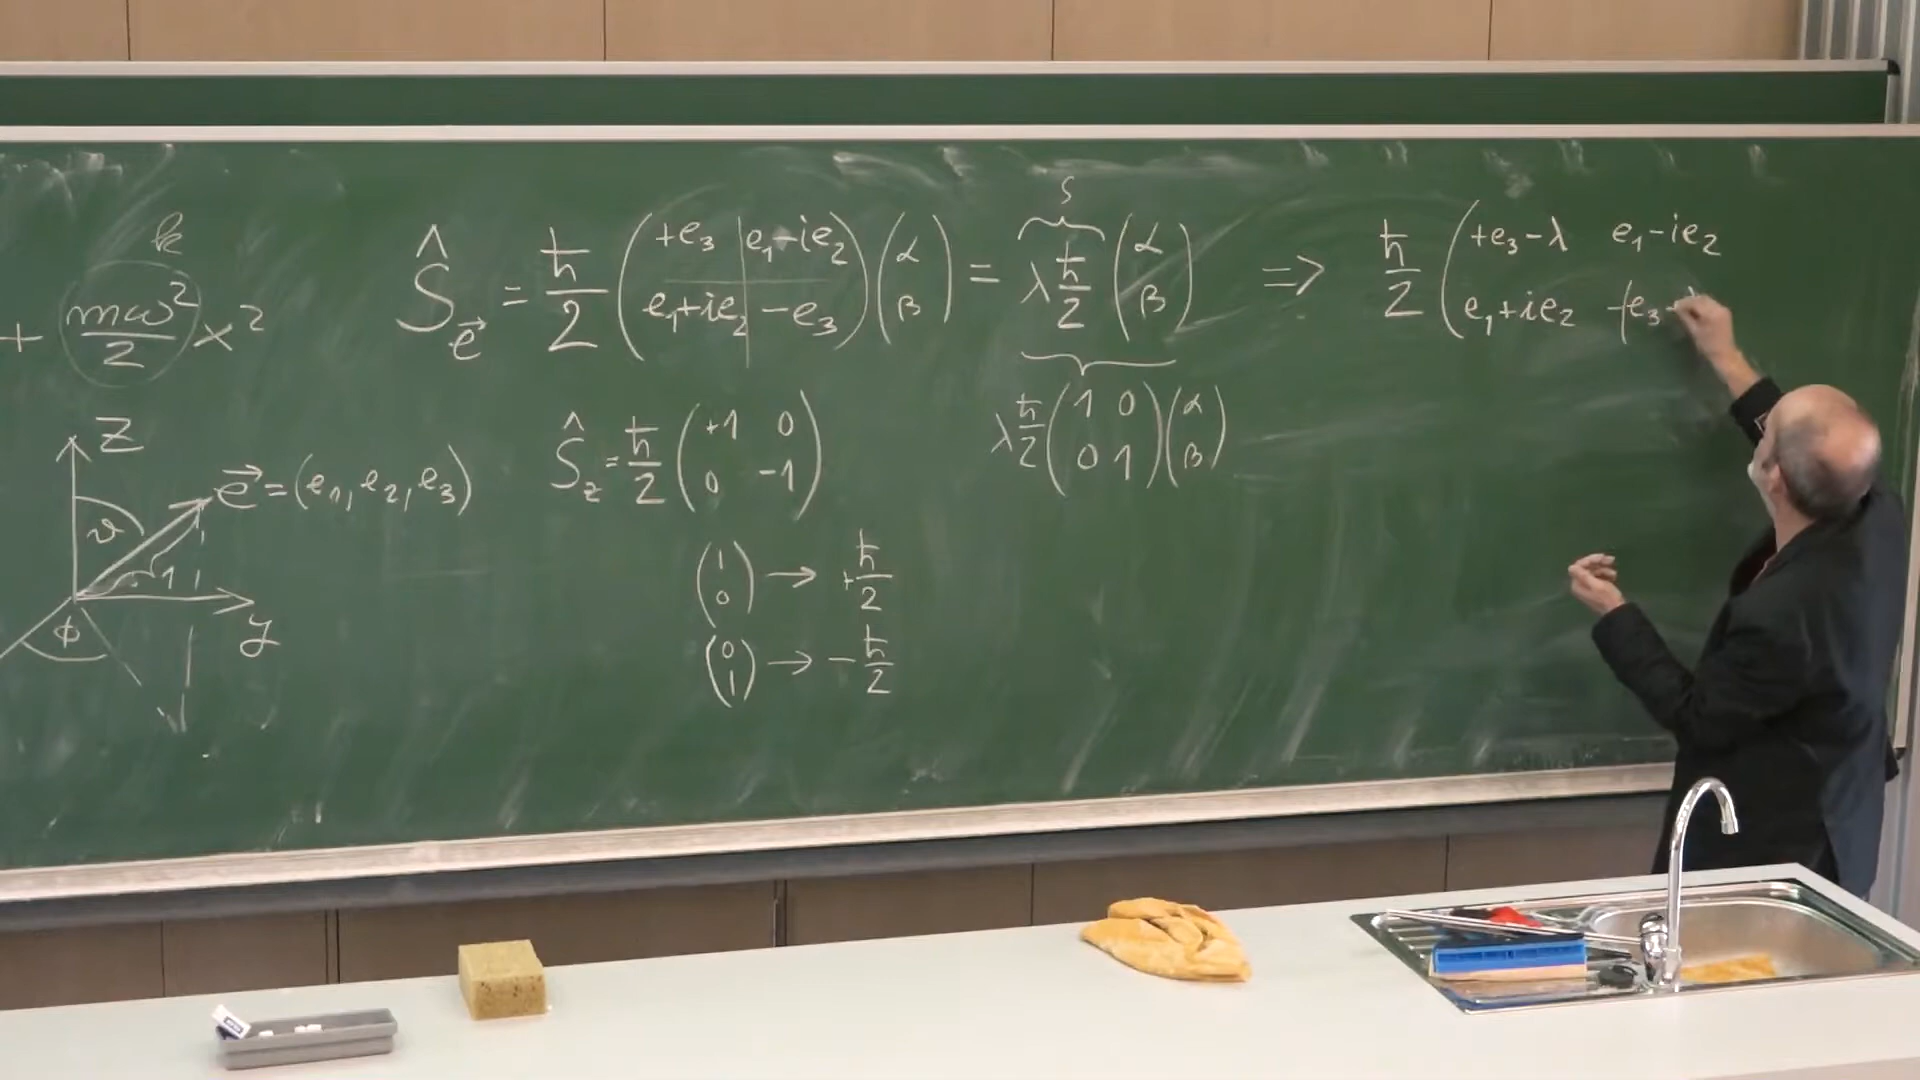 k
+ mω²/2 x²
Ŝ_e⃗ = ħ/2 ( +e₃ | e₁-ie₂ ; e₁+ie₂ | -e₃ ) ( α ; β ) = λ ħ/2 ( α ; β ) => ħ/2 ( +e₃-λ e₁-ie₂ ; e₁+ie₂ -(e₃-
S
λ ħ/2 ( 1 0 ; 0 1 ) ( α ; β )
Ŝ_z = ħ/2 ( +1 0 ; 0 -1 )
( 1 ; 0 ) → +ħ/2
( 0 ; 1 ) → -ħ/2
z
e⃗ = (e₁, e₂, e₃)
ϑ
1
y
ϕ